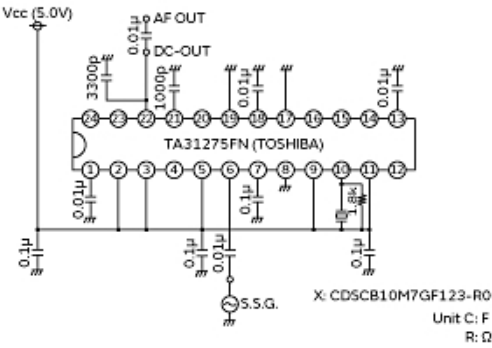 Vcc (5.0V)
AF OUT
0.01μ
DC-OUT
3300p
1000p
0.01μ
0.01μ
24 23 22 21 20 19 18 17 16 15 14 13
TA31275FN (TOSHIBA)
1 2 3 4 5 6 7 8 9 10 11 12
0.01μ
0.1μ
1.8k
0.1μ
0.1μ
0.01μ
0.1μ
S.S.G.
X: CDSCB10M7GF123-R0
Unit C: F
R: Ω